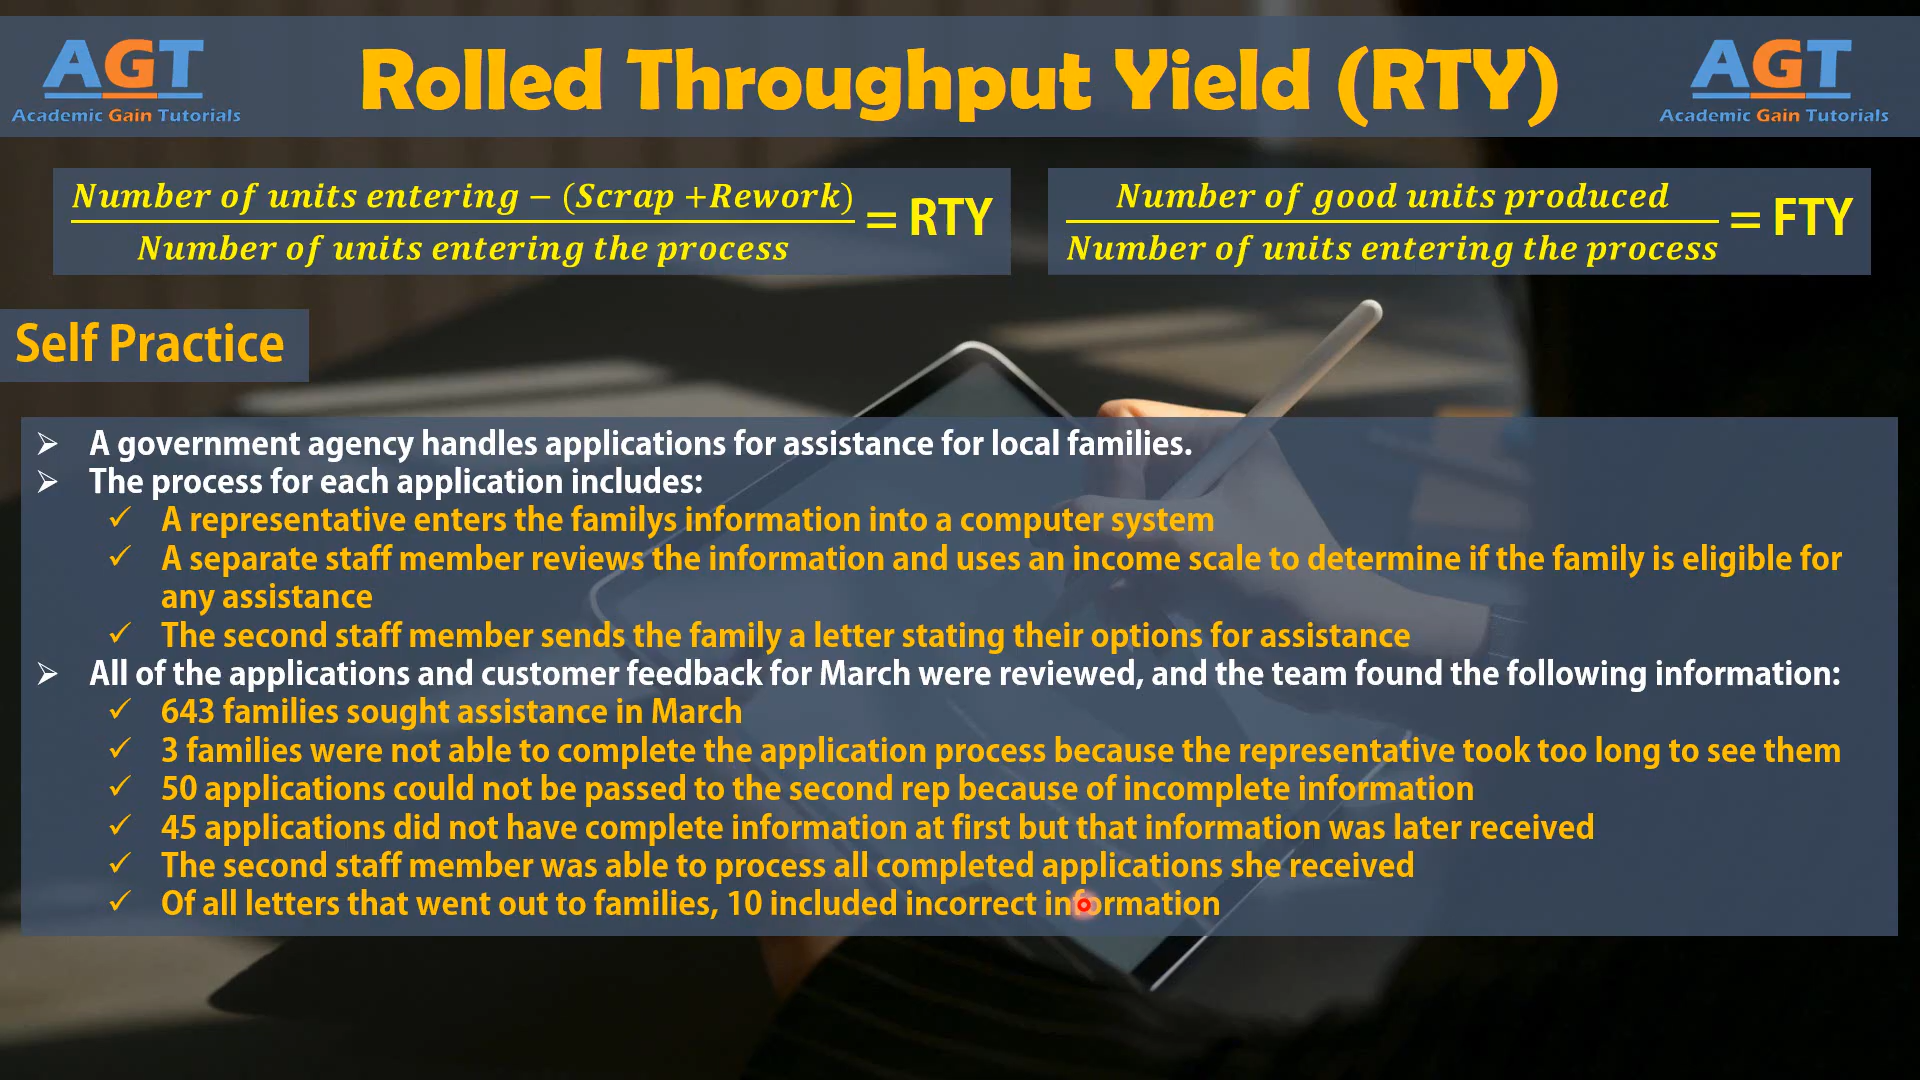 AGT
Academic Gain Tutorials
Rolled Throughput Yield (RTY)
AGT
Academic Gain Tutorials
Number of units entering − (Scrap +Rework)
Number of units entering the process
= RTY
Number of good units produced
Number of units entering the process
= FTY
Self Practice
➢ A government agency handles applications for assistance for local families.
➢ The process for each application includes:
✓ A representative enters the familys information into a computer system
✓ A separate staff member reviews the information and uses an income scale to determine if the family is eligible for
any assistance
✓ The second staff member sends the family a letter stating their options for assistance
➢ All of the applications and customer feedback for March were reviewed, and the team found the following information:
✓ 643 families sought assistance in March
✓ 3 families were not able to complete the application process because the representative took too long to see them
✓ 50 applications could not be passed to the second rep because of incomplete information
✓ 45 applications did not have complete information at first but that information was later received
✓ The second staff member was able to process all completed applications she received
✓ Of all letters that went out to families, 10 included incorrect information